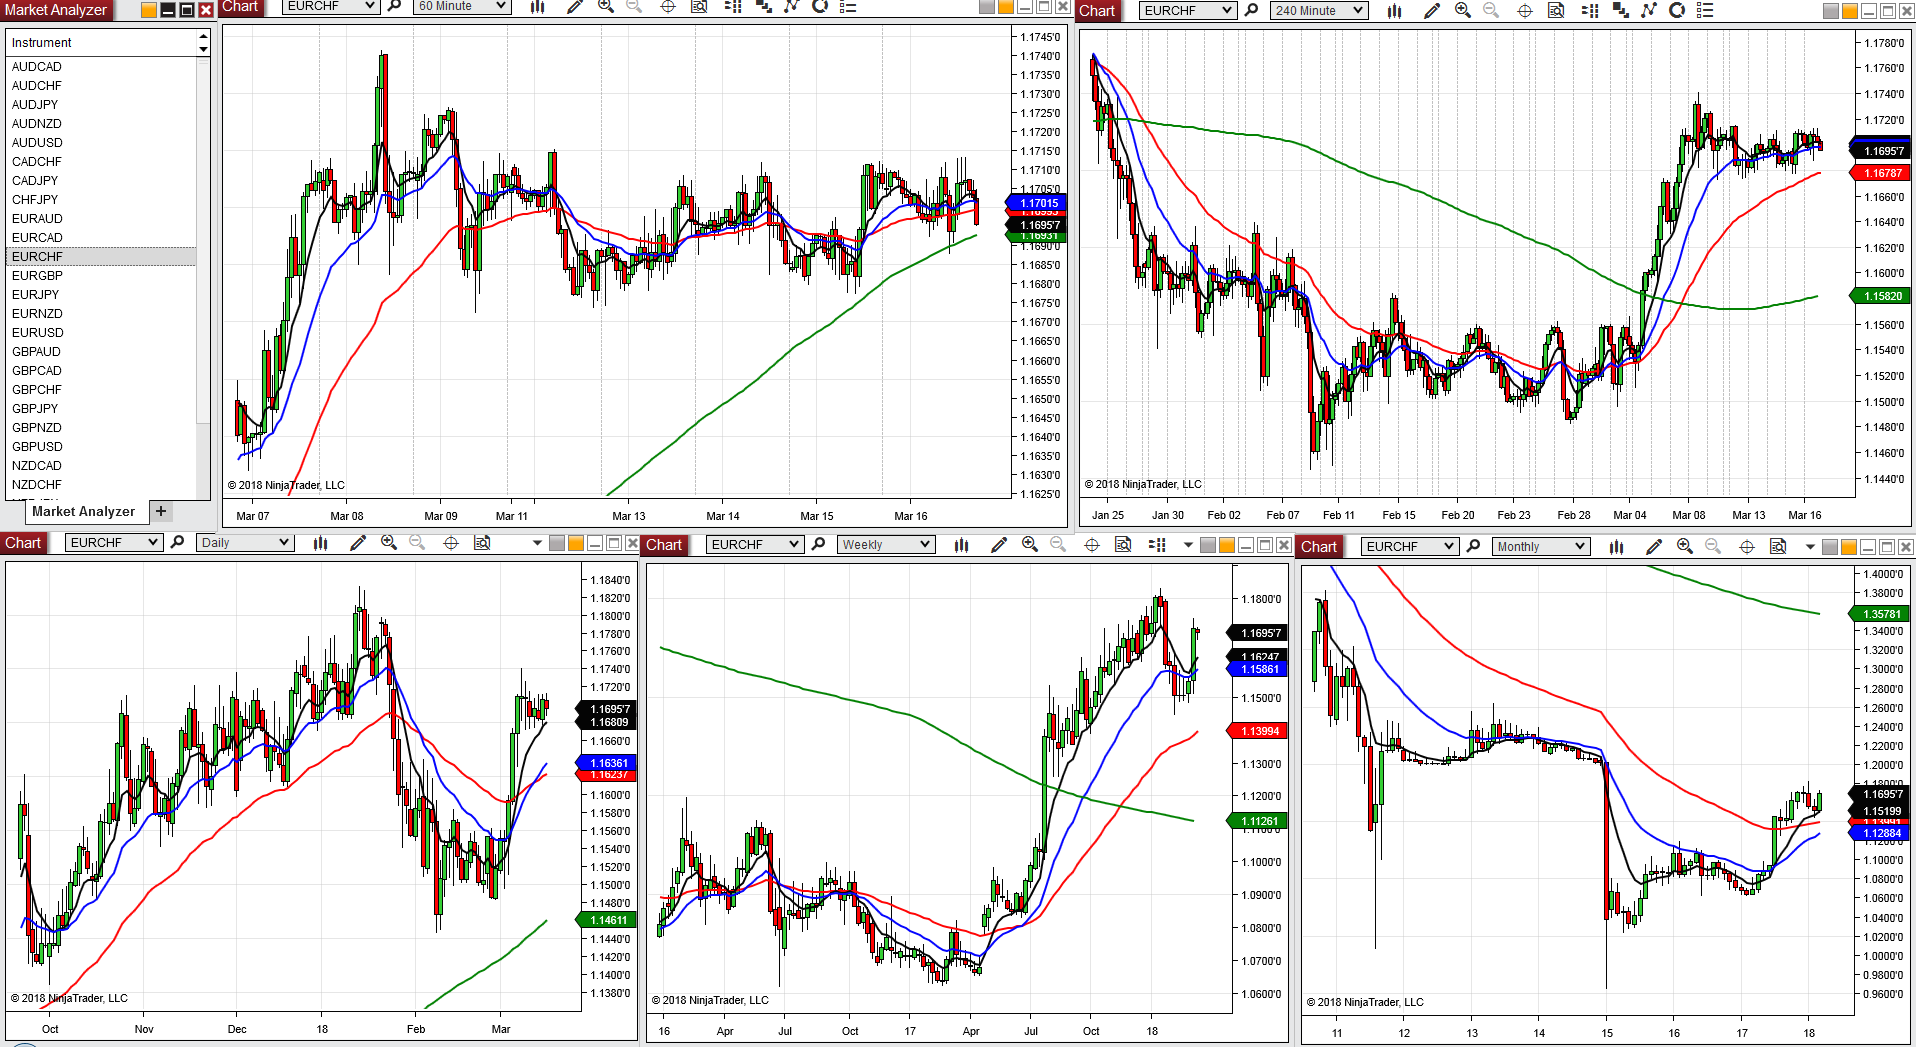 Market Analyzer
Instrument
AUDCAD
AUDCHF
AUDJPY
AUDNZD
AUDUSD
CADCHF
CADJPY
CHFJPY
EURAUD
EURCAD
EURCHF
EURGBP
EURJPY
EURNZD
EURUSD
GBPAUD
GBPCAD
GBPCHF
GBPJPY
GBPNZD
GBPUSD
NZDCAD
NZDCHF
Market Analyzer +
Chart EURCHF 60 Minute
1.1745'0
1.1740'0
1.1735'0
1.1730'0
1.1725'0
1.1720'0
1.1715'0
1.1710'0
1.1705'0
1.17015
1.1695'7
1.16931
1.1690'0
1.1685'0
1.1680'0
1.1675'0
1.1670'0
1.1665'0
1.1660'0
1.1655'0
1.1650'0
1.1645'0
1.1640'0
1.1635'0
1.1630'0
1.1625'0
© 2018 NinjaTrader, LLC
Mar 07 Mar 08 Mar 09 Mar 11 Mar 13 Mar 14 Mar 15 Mar 16
Chart EURCHF 240 Minute
1.1780'0
1.1760'0
1.1740'0
1.1720'0
1.1695'7
1.16787
1.1660'0
1.1640'0
1.1620'0
1.1600'0
1.15820
1.1560'0
1.1540'0
1.1520'0
1.1500'0
1.1480'0
1.1460'0
1.1440'0
© 2018 NinjaTrader, LLC
Jan 25 Jan 30 Feb 02 Feb 07 Feb 11 Feb 15 Feb 20 Feb 23 Feb 28 Mar 04 Mar 08 Mar 13 Mar 16
Chart EURCHF Daily
1.1840'0
1.1820'0
1.1800'0
1.1780'0
1.1760'0
1.1740'0
1.1720'0
1.1695'7
1.16809
1.1660'0
1.16361
1.16237
1.1600'0
1.1580'0
1.1560'0
1.1540'0
1.1520'0
1.1500'0
1.1480'0
1.14611
1.1440'0
1.1420'0
1.1400'0
1.1380'0
© 2018 NinjaTrader, LLC
Oct Nov Dec 18 Feb Mar
Chart EURCHF Weekly
1.1800'0
1.1695'7
1.16247
1.15861
1.1500'0
1.13994
1.1300'0
1.1200'0
1.11261
1.1000'0
1.0900'0
1.0800'0
1.0700'0
1.0600'0
© 2018 NinjaTrader, LLC
16 Apr Jul Oct 17 Apr Jul Oct 18
Chart EURCHF Monthly
1.4000'0
1.35781
1.3400'0
1.3200'0
1.3000'0
1.2800'0
1.2600'0
1.2400'0
1.2200'0
1.2000'0
1.1695'7
1.15199
1.12884
1.1000'0
1.0800'0
1.0600'0
1.0400'0
1.0200'0
1.0000'0
0.9800'0
0.9600'0
© 2018 NinjaTrader, LLC
11 12 13 14 15 16 17 18